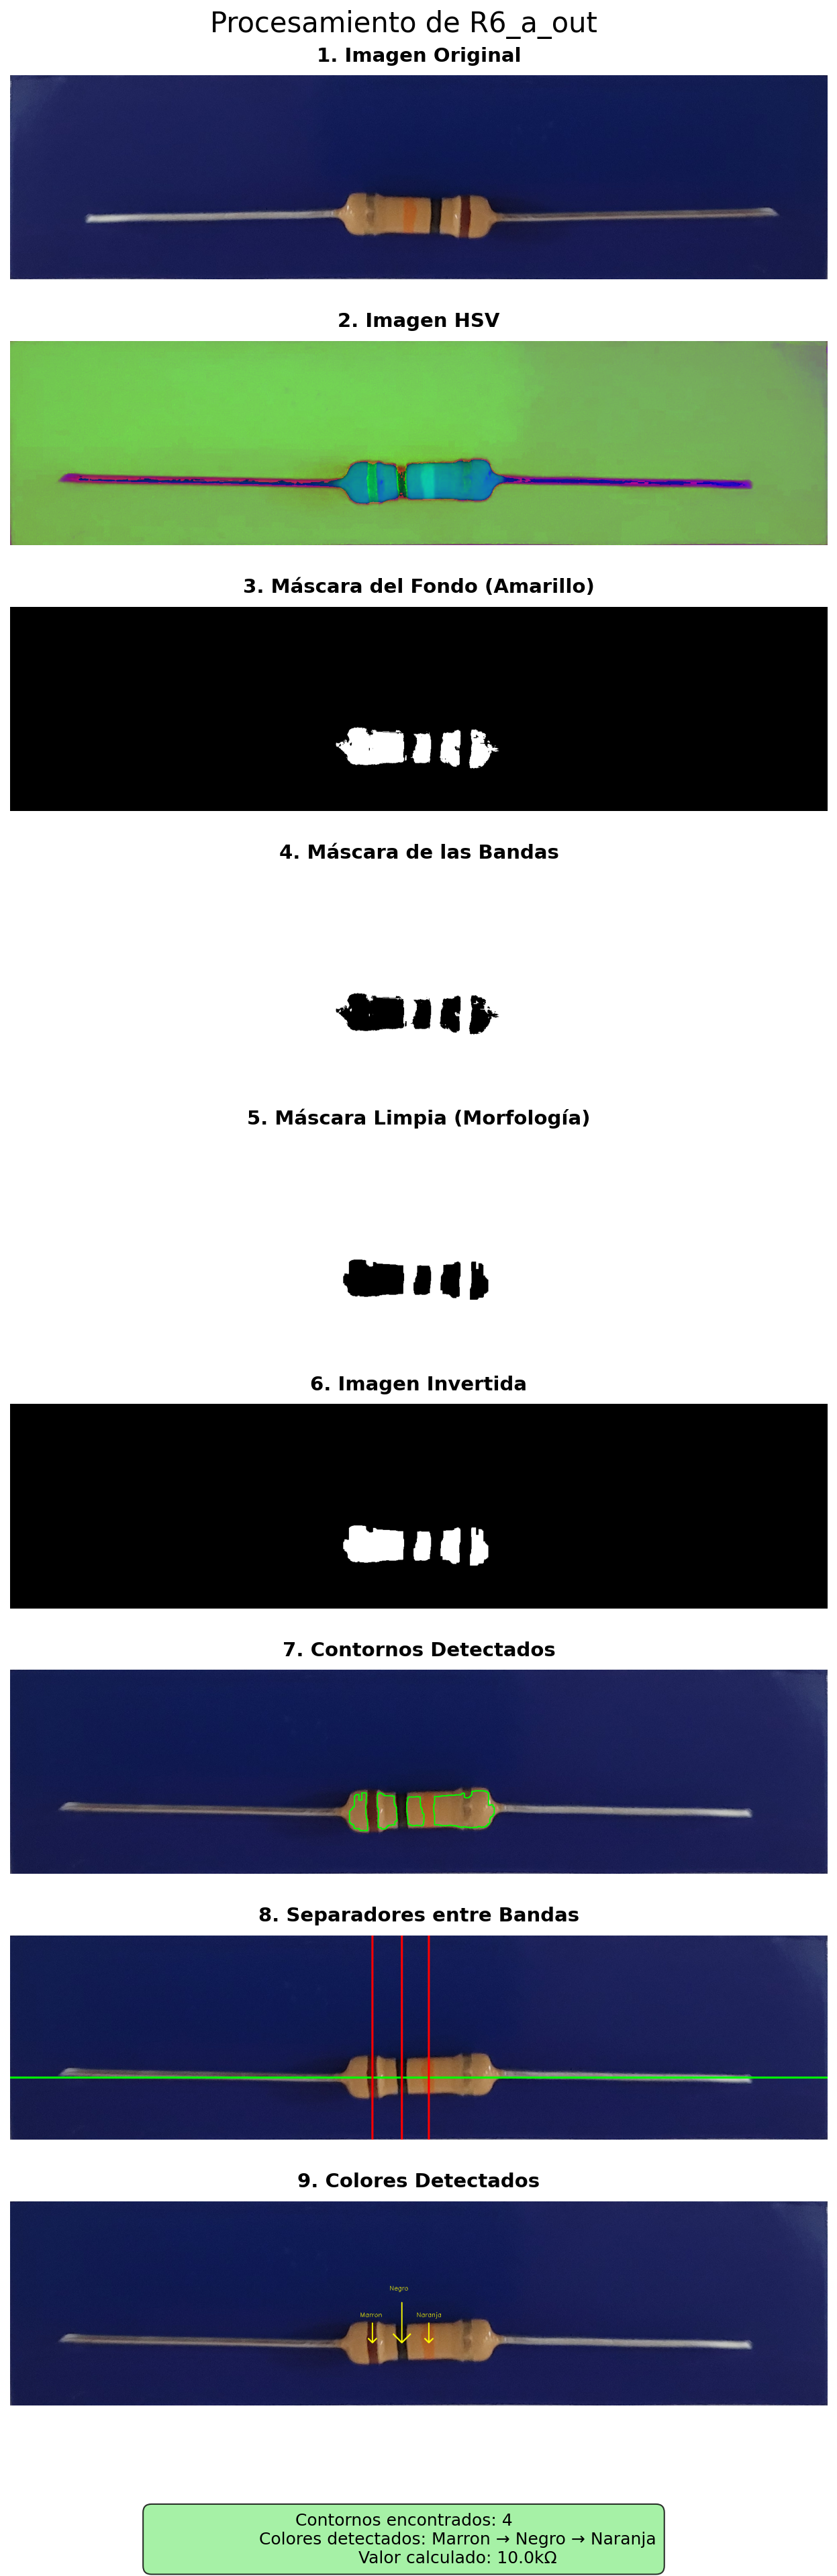 Procesamiento de R6_a_out
1. Imagen Original
2. Imagen HSV
3. Máscara del Fondo (Amarillo)
4. Máscara de las Bandas
5. Máscara Limpia (Morfología)
6. Imagen Invertida
7. Contornos Detectados
8. Separadores entre Bandas
9. Colores Detectados
Negro
Marron
Naranja
Contornos encontrados: 4
Colores detectados: Marron → Negro → Naranja
Valor calculado: 10.0kΩ